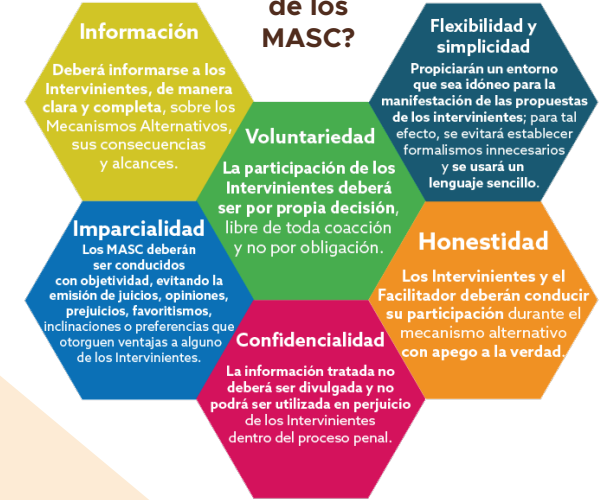 de los
MASC?
Información
Deberá informarse a los
Intervinientes, de manera
clara y completa, sobre los
Mecanismos Alternativos,
sus consecuencias
y alcances.
Flexibilidad y
simplicidad
Propiciarán un entorno
que sea idóneo para la
manifestación de las propuestas
de los intervinientes; para tal
efecto, se evitará establecer
formalismos innecesarios
y se usará un
lenguaje sencillo.
Voluntariedad
La participación de los
Intervinientes deberá
ser por propia decisión,
libre de toda coacción
y no por obligación.
Imparcialidad
Los MASC deberán
ser conducidos
con objetividad, evitando la
emisión de juicios, opiniones,
prejuicios, favoritismos,
inclinaciones o preferencias que
otorguen ventajas a alguno
de los Intervinientes.
Honestidad
Los Intervinientes y el
Facilitador deberán conducir
su participación durante el
mecanismo alternativo
con apego a la verdad.
Confidencialidad
La información tratada no
deberá ser divulgada y no
podrá ser utilizada en perjuicio
de los Intervinientes
dentro del proceso penal.